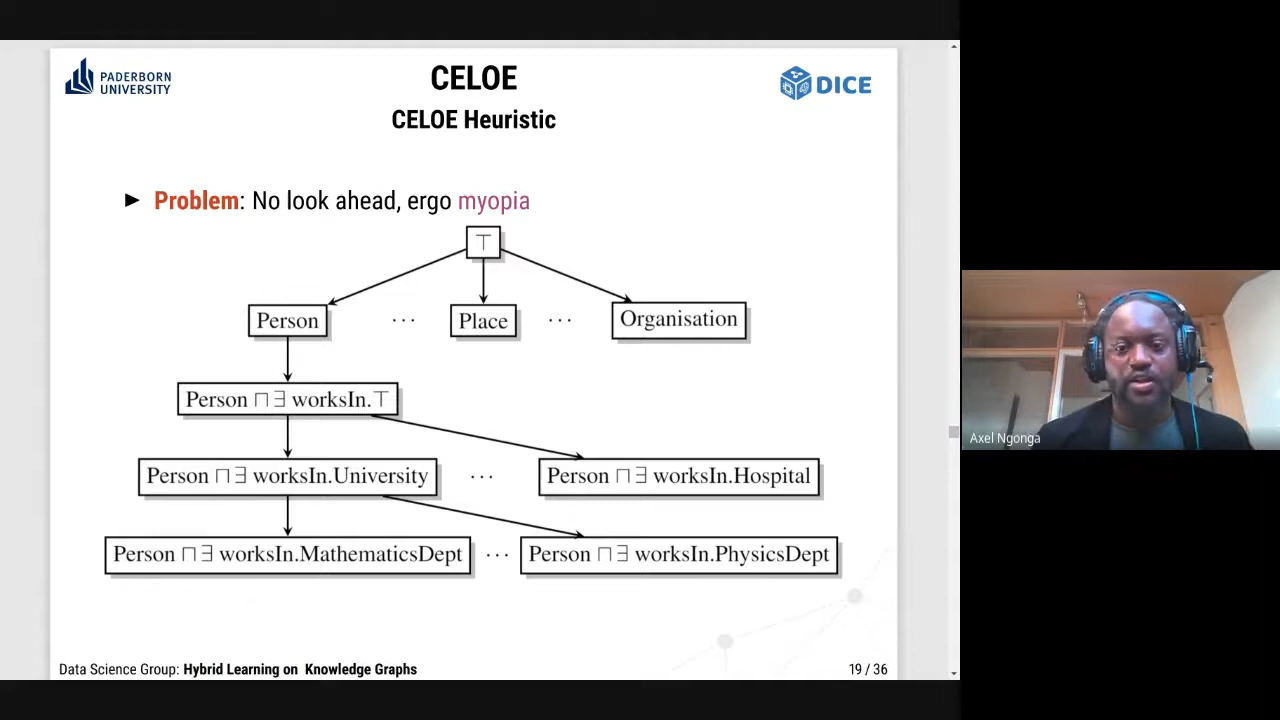 PADERBORN
UNIVERSITY
CELOE
DICE
CELOE Heuristic
► Problem: No look ahead, ergo myopia
⊤
Person ··· Place ··· Organisation
Person ⊓ ∃ worksIn.⊤
Person ⊓ ∃ worksIn.University ··· Person ⊓ ∃ worksIn.Hospital
Person ⊓ ∃ worksIn.MathematicsDept ··· Person ⊓ ∃ worksIn.PhysicsDept
Data Science Group: Hybrid Learning on Knowledge Graphs
19 / 36
Axel Ngonga